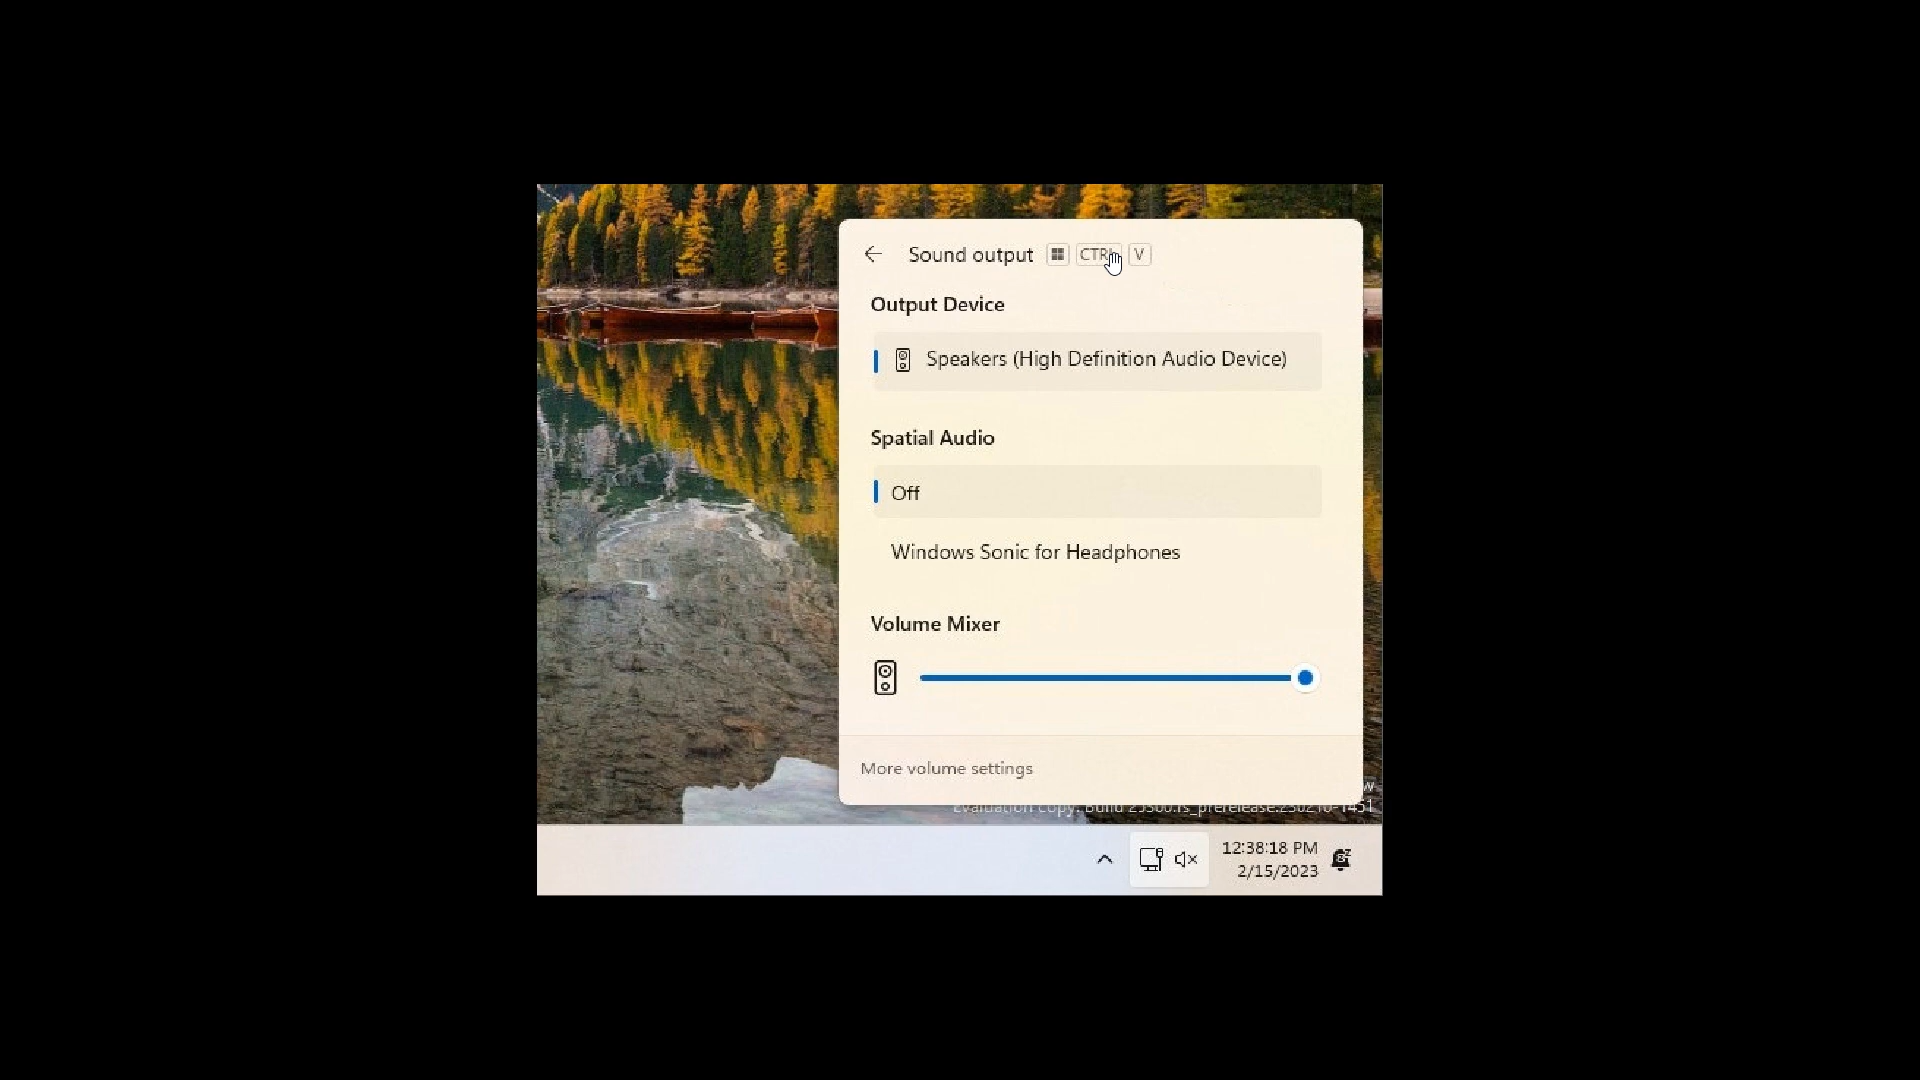 Sound output CTRL V
Output Device
Speakers (High Definition Audio Device)
Spatial Audio
Off
Windows Sonic for Headphones
Volume Mixer
More volume settings
12:38:18 PM
2/15/2023